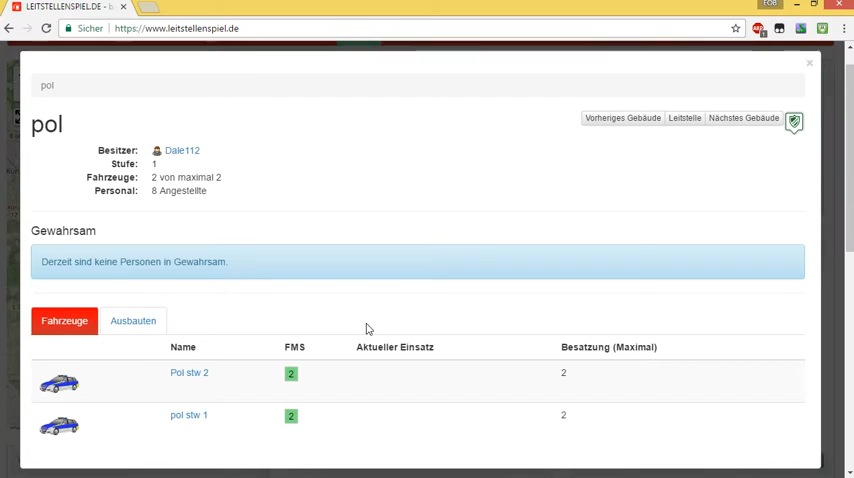 LEITSTELLENSPIEL.DE - b
EOB
Sicher
https://www.leitstellenspiel.de
ABP
1
×
pol
pol
Vorheriges Gebäude
Leitstelle
Nächstes Gebäude
Besitzer: Dale112
Stufe: 1
Fahrzeuge: 2 von maximal 2
Personal: 8 Angestellte
Gewahrsam
Derzeit sind keine Personen in Gewahrsam.
Fahrzeuge
Ausbauten
Name FMS Aktueller Einsatz Besatzung (Maximal)
Pol stw 2 2 2
pol stw 1 2 2